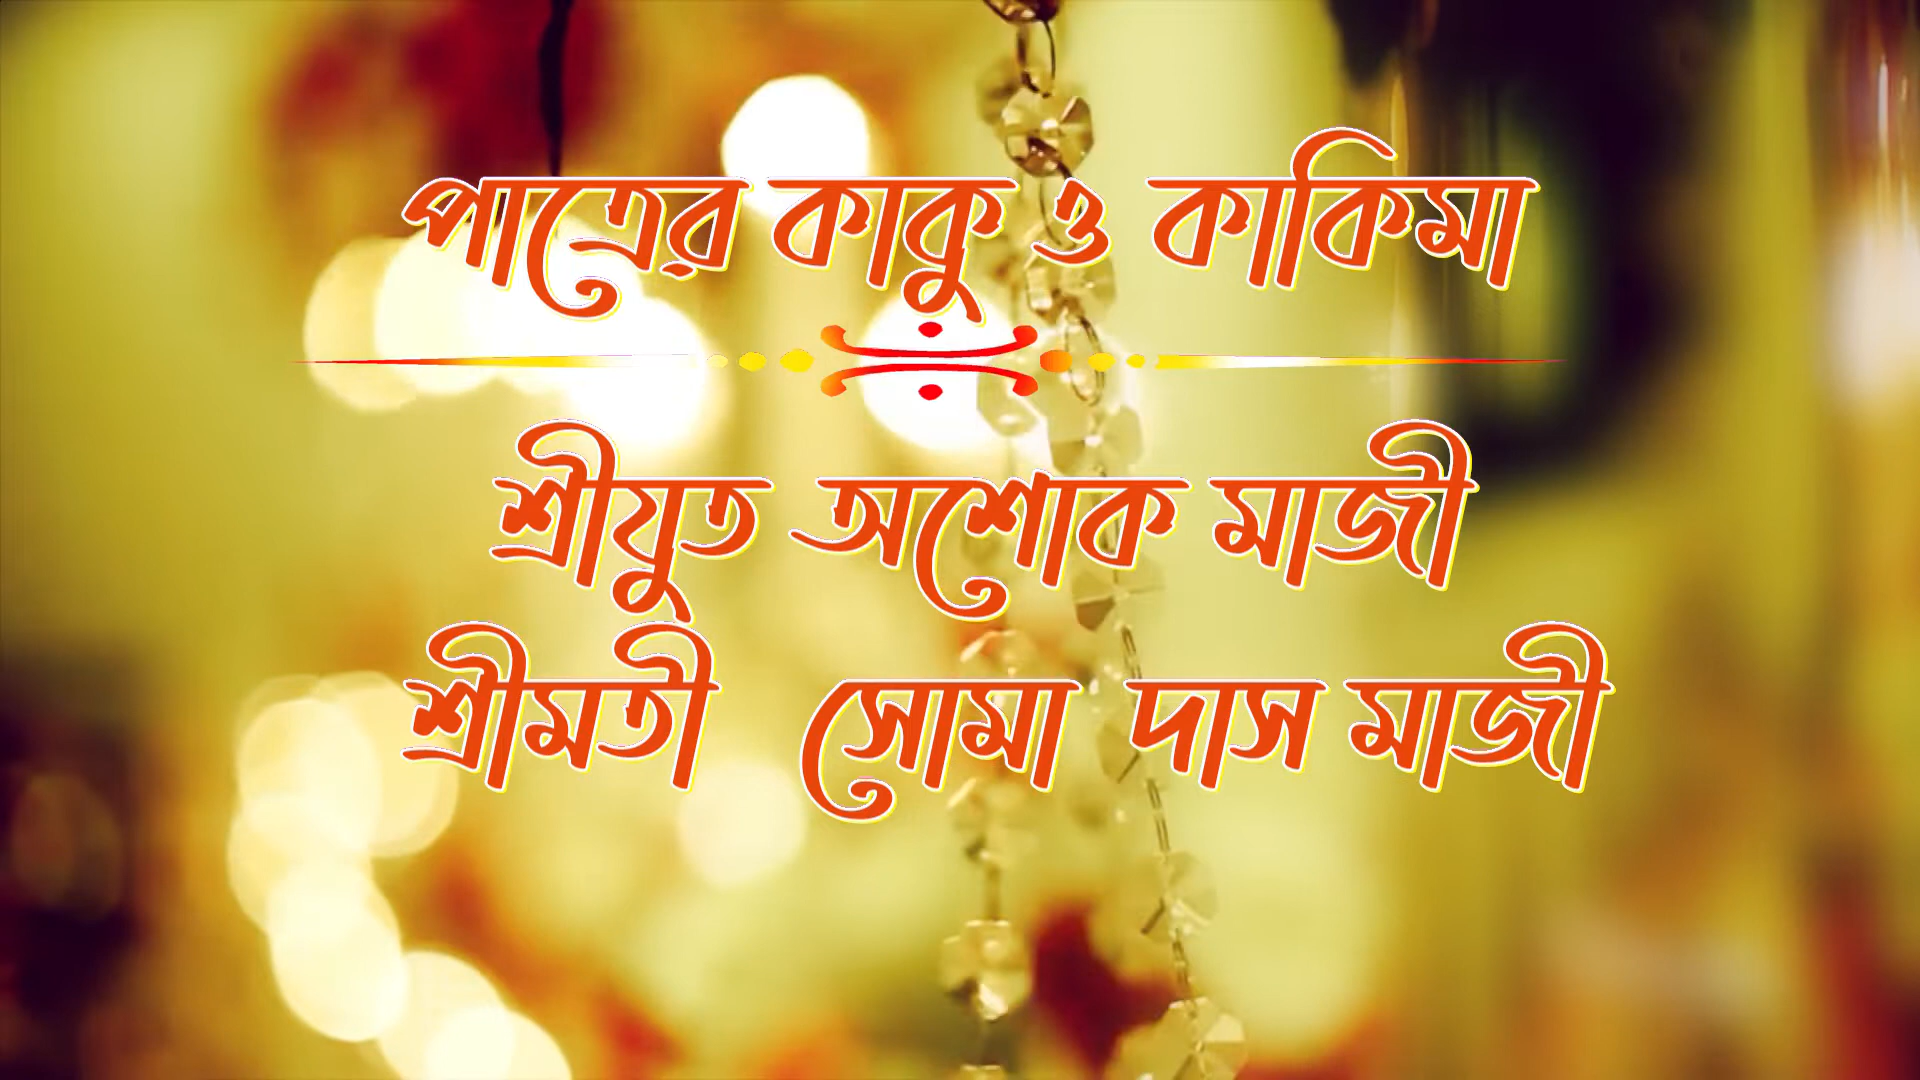 পাত্রের কাকু ও কাকিমা
শ্রীযুত অশোক মাজী
শ্রীমতী সোমা দাস মাজী